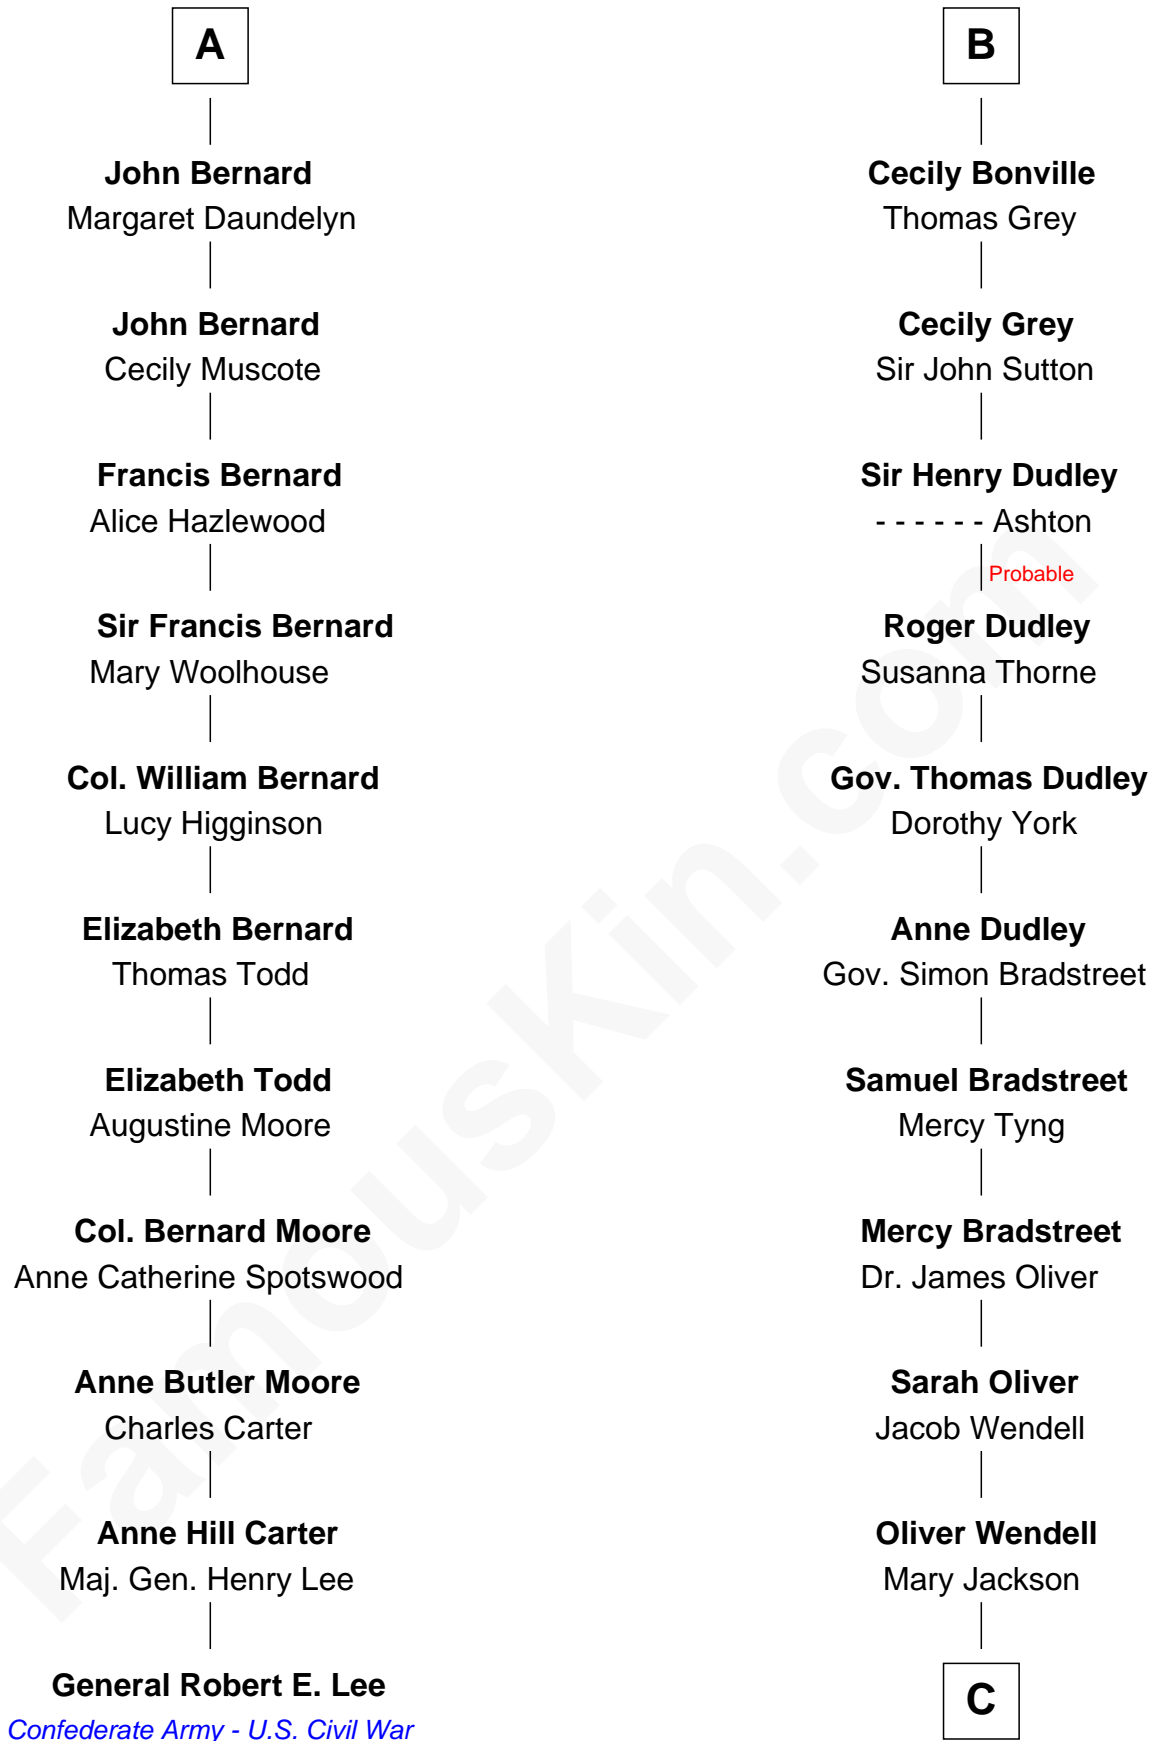 A
John Bernard
Margaret Daundelyn
John Bernard
Cecily Muscote
Francis Bernard
Alice Hazlewood
Sir Francis Bernard
Mary Woolhouse
Col. William Bernard
Lucy Higginson
Elizabeth Bernard
Thomas Todd
Elizabeth Todd
Augustine Moore
Col. Bernard Moore
Anne Catherine Spotswood
Anne Butler Moore
Charles Carter
Anne Hill Carter
Maj. Gen. Henry Lee
General Robert E. Lee
Confederate Army - U.S. Civil War
B
Cecily Bonville
Thomas Grey
Cecily Grey
Sir John Sutton
Sir Henry Dudley
- - - - - - Ashton
Probable
Roger Dudley
Susanna Thorne
Gov. Thomas Dudley
Dorothy York
Anne Dudley
Gov. Simon Bradstreet
Samuel Bradstreet
Mercy Tyng
Mercy Bradstreet
Dr. James Oliver
Sarah Oliver
Jacob Wendell
Oliver Wendell
Mary Jackson
C
FamousKin.com